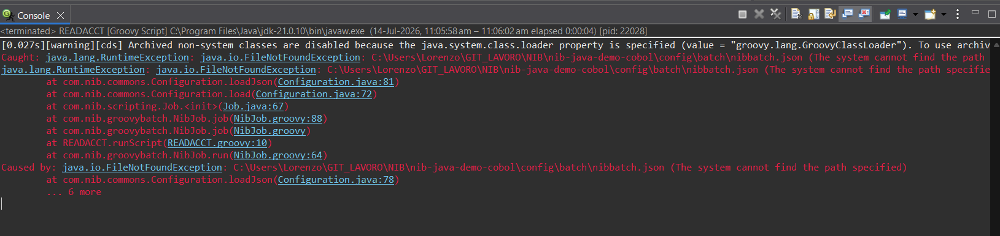 Console
<terminated> READACCT [Groovy Script] C:\Program Files\Java\jdk-21.0.10\bin\javaw.exe (14-Jul-2026, 11:05:58 am – 11:06:02 am elapsed 0:00:04) [pid: 22028]
[0.027s][warning][cds] Archived non-system classes are disabled because the java.system.class.loader property is specified (value = "groovy.lang.GroovyClassLoader"). To use archiv
Caught: java.lang.RuntimeException: java.io.FileNotFoundException: C:\Users\Lorenzo\GIT_LAVORO\NIB\nib-java-demo-cobol\config\batch\nibbatch.json (The system cannot find the path
java.lang.RuntimeException: java.io.FileNotFoundException: C:\Users\Lorenzo\GIT_LAVORO\NIB\nib-java-demo-cobol\config\batch\nibbatch.json (The system cannot find the path specifie
at com.nib.commons.Configuration.loadJson(Configuration.java:81)
at com.nib.commons.Configuration.load(Configuration.java:72)
at com.nib.scripting.Job.<init>(Job.java:67)
at com.nib.groovybatch.NibJob.job(NibJob.groovy:88)
at com.nib.groovybatch.NibJob.job(NibJob.groovy)
at READACCT.runScript(READACCT.groovy:10)
at com.nib.groovybatch.NibJob.run(NibJob.groovy:64)
Caused by: java.io.FileNotFoundException: C:\Users\Lorenzo\GIT_LAVORO\NIB\nib-java-demo-cobol\config\batch\nibbatch.json (The system cannot find the path specified)
at com.nib.commons.Configuration.loadJson(Configuration.java:78)
... 6 more